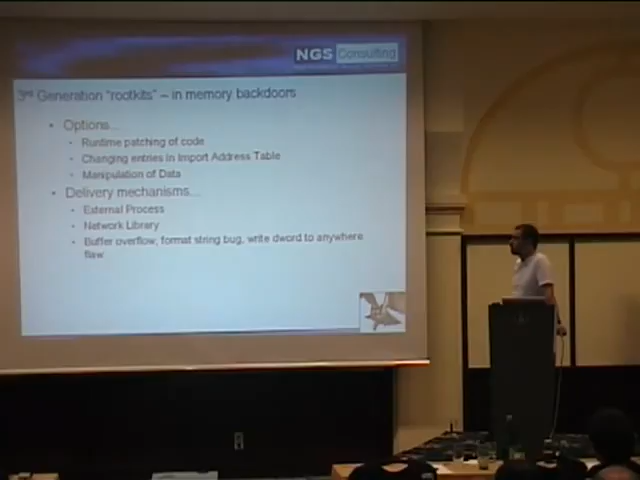 NGS Consulting
3rd Generation "rootkits" – in memory backdoors
• Options...
• Runtime patching of code
• Changing entries in Import Address Table
• Manipulation of Data
• Delivery mechanisms...
• External Process
• Network Library
• Buffer overflow, format string bug, write dword to anywhere
flaw